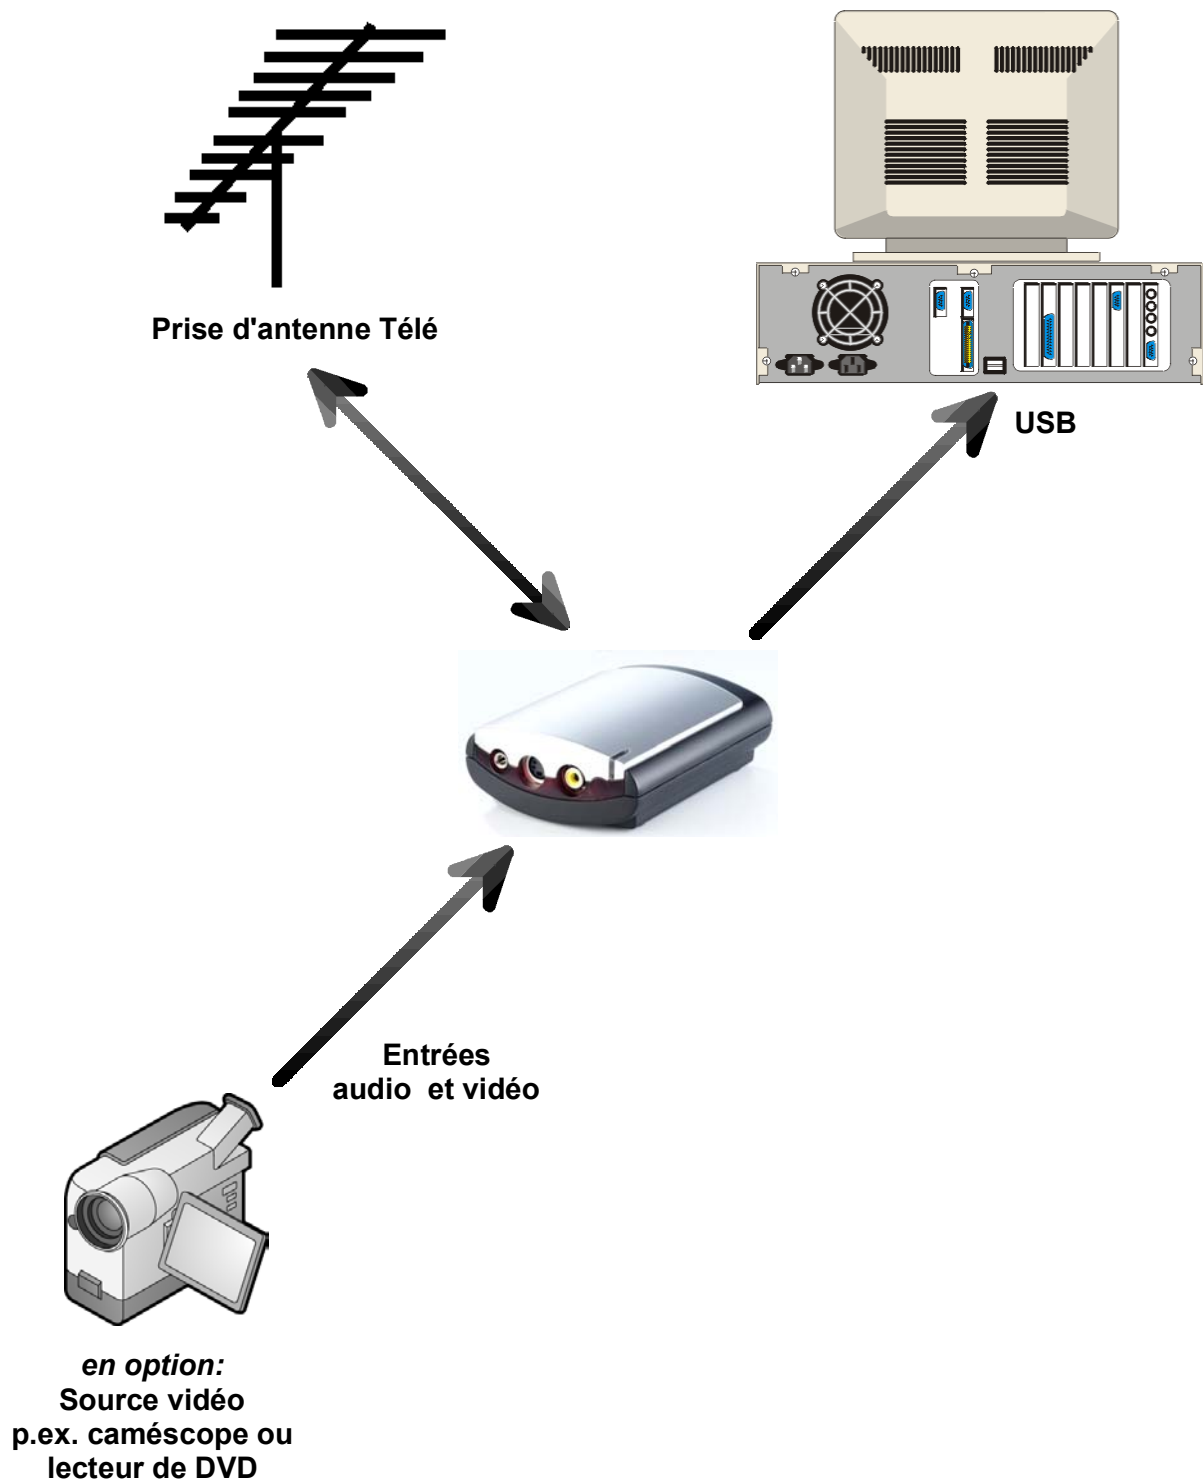 Prise d'antenne Télé
USB
Entrées
audio et vidéo
en option:
Source vidéo
p.ex. caméscope ou
lecteur de DVD